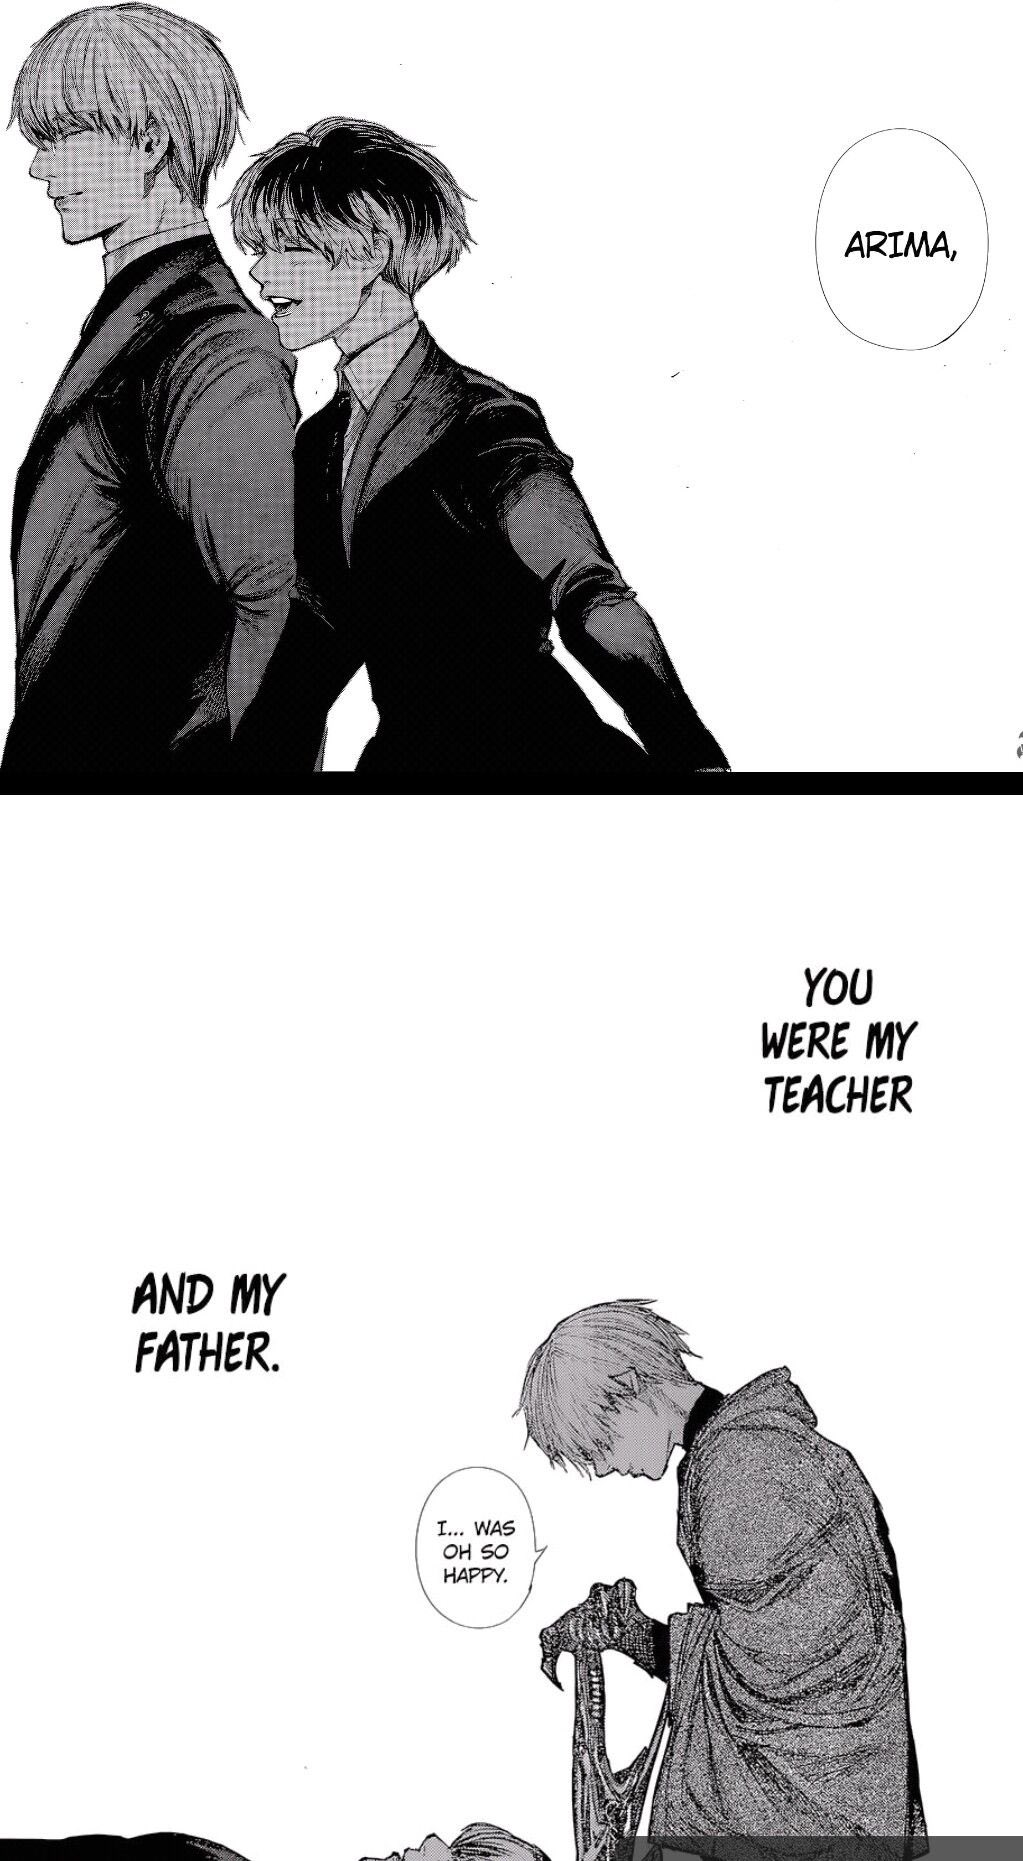 ARIMA,
YOU
WERE MY
TEACHER
AND MY
FATHER.
I... WAS
OH SO
HAPPY.